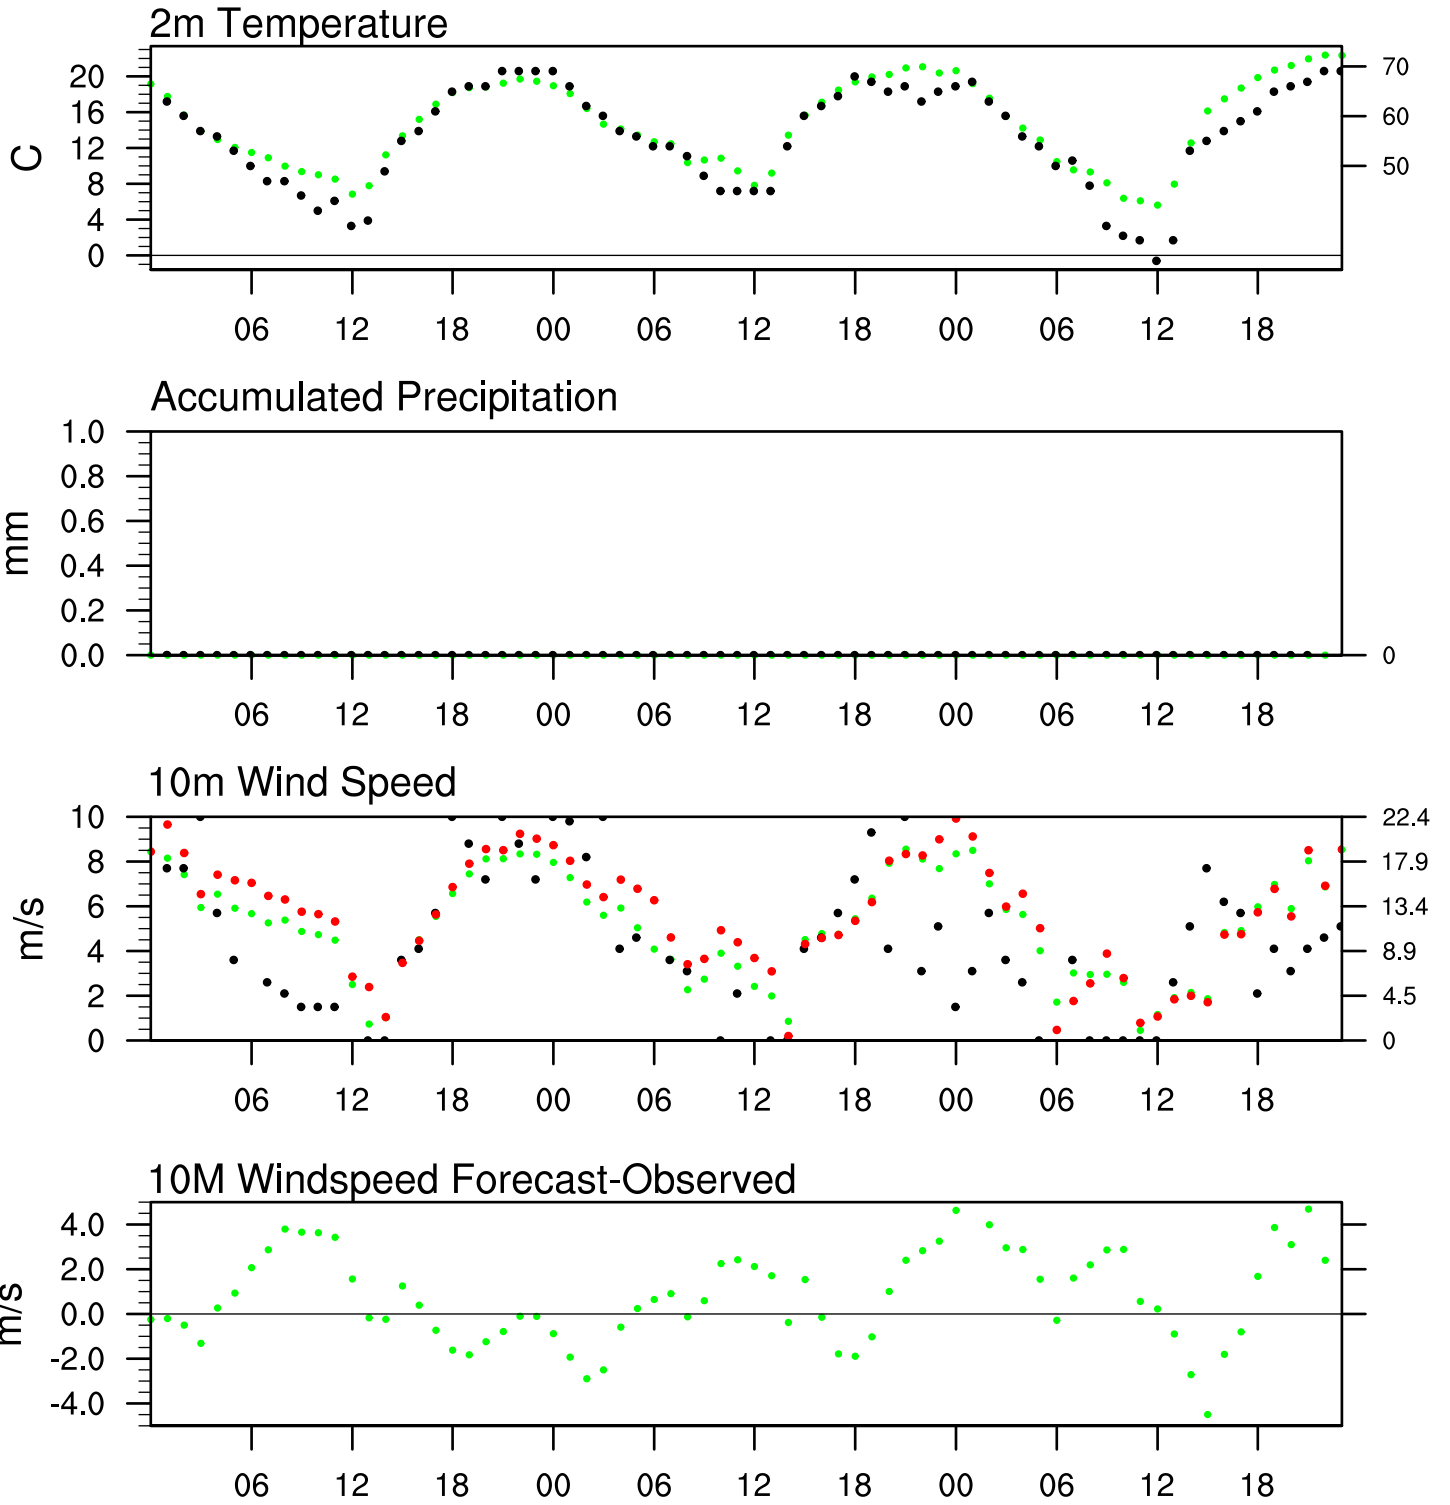 2m Temperature
20
16
12
8
4
0
C
70
60
50
06 12 18 00 06 12 18 00 06 12 18
Accumulated Precipitation
1.0
0.8
0.6
0.4
0.2
0.0
mm
0
06 12 18 00 06 12 18 00 06 12 18
10m Wind Speed
10
8
6
4
2
0
m/s
22.4
17.9
13.4
8.9
4.5
0
06 12 18 00 06 12 18 00 06 12 18
10M Windspeed Forecast-Observed
4.0
2.0
0.0
-2.0
-4.0
m/s
06 12 18 00 06 12 18 00 06 12 18